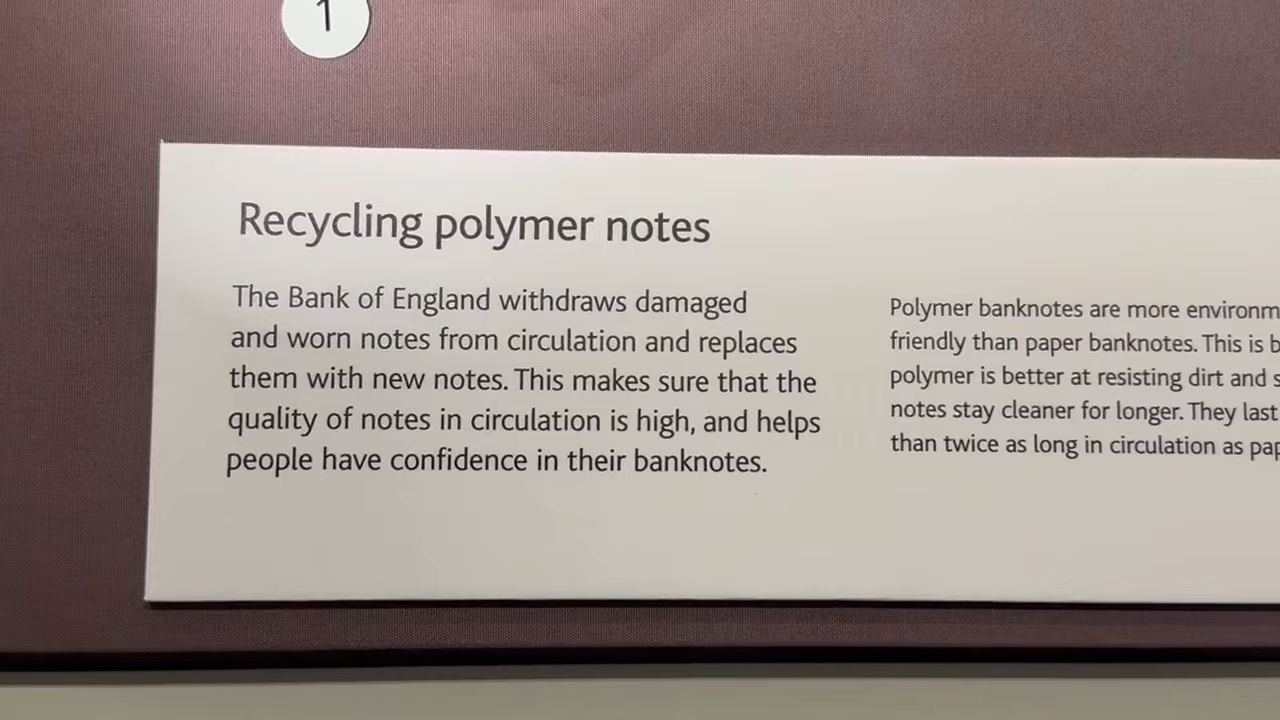 1
Recycling polymer notes
The Bank of England withdraws damaged
and worn notes from circulation and replaces
them with new notes. This makes sure that the
quality of notes in circulation is high, and helps
people have confidence in their banknotes.
Polymer banknotes are more
friendly than paper banknotes. This is
polymer is better at resisting dirt and
notes stay cleaner for longer. They last
than twice as long in circulation as